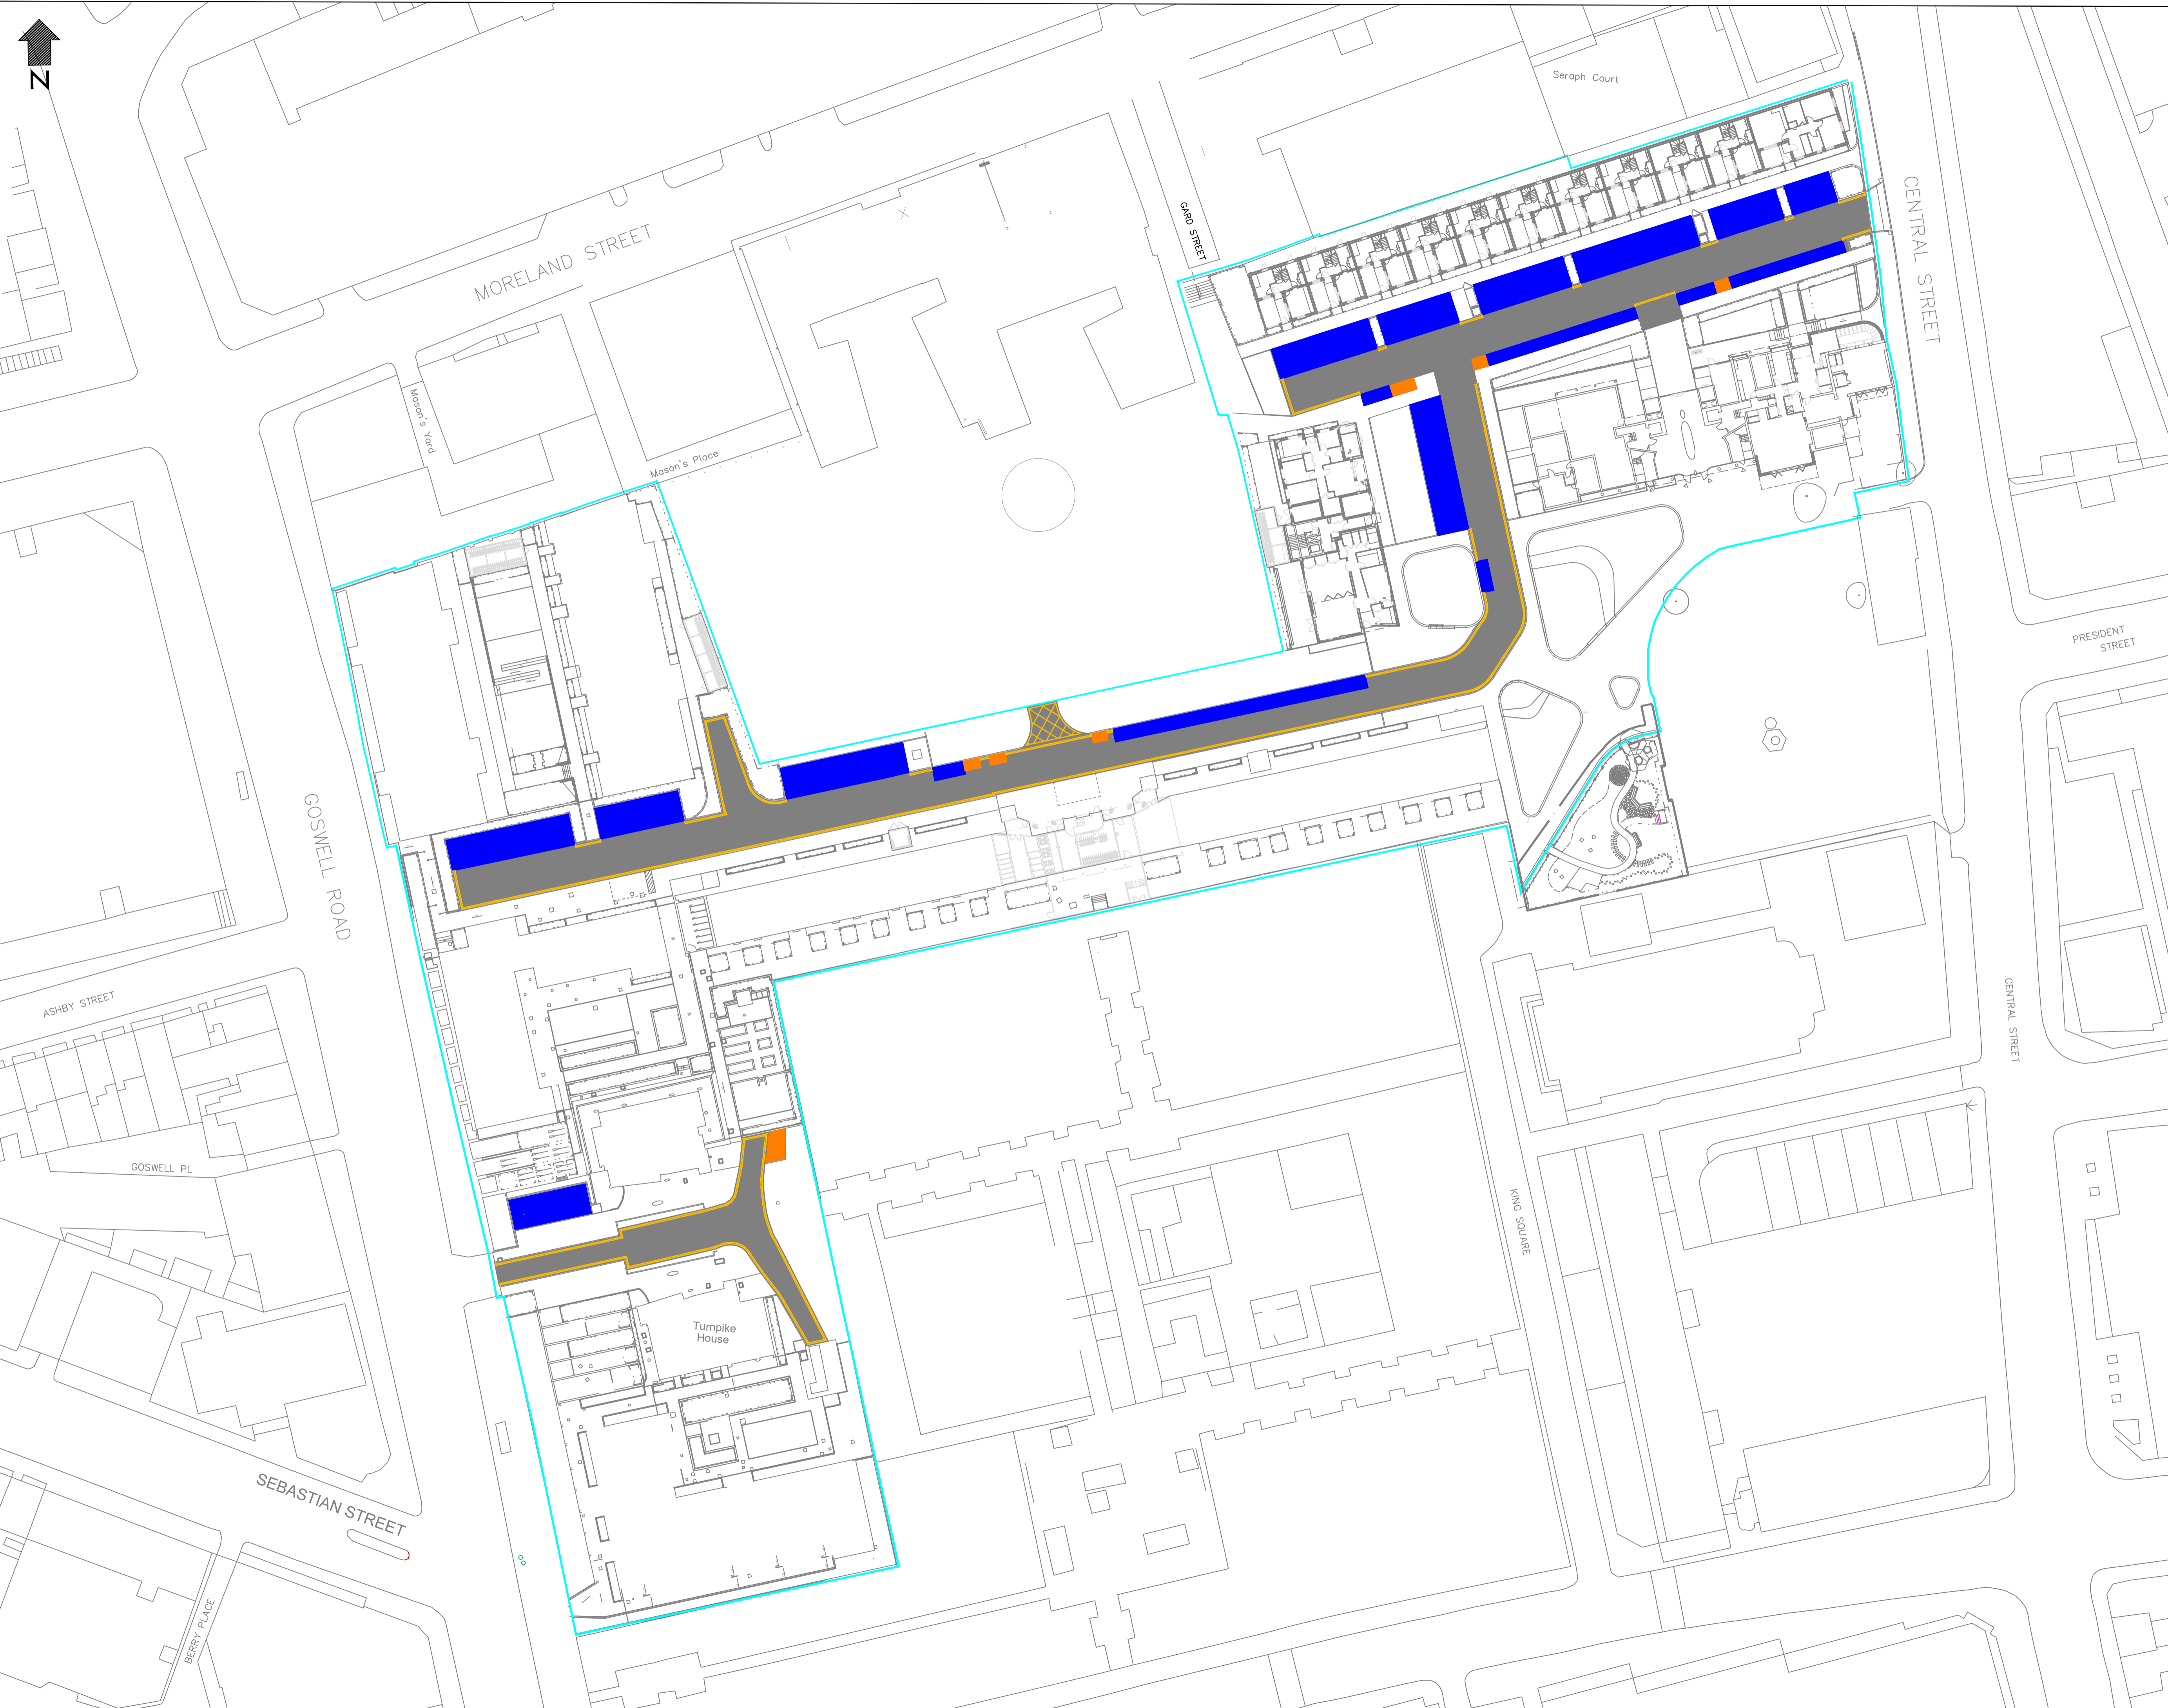 N
Seraph Court
GARD STREET
CENTRAL STREET
MORELAND STREET
Mason's Yard
Mason's Place
PRESIDENT
STREET
GOSWELL ROAD
ASHBY STREET
CENTRAL STREET
GOSWELL PL
KING SQUARE
Turnpike
House
SEBASTIAN STREET
BERRY PLACE